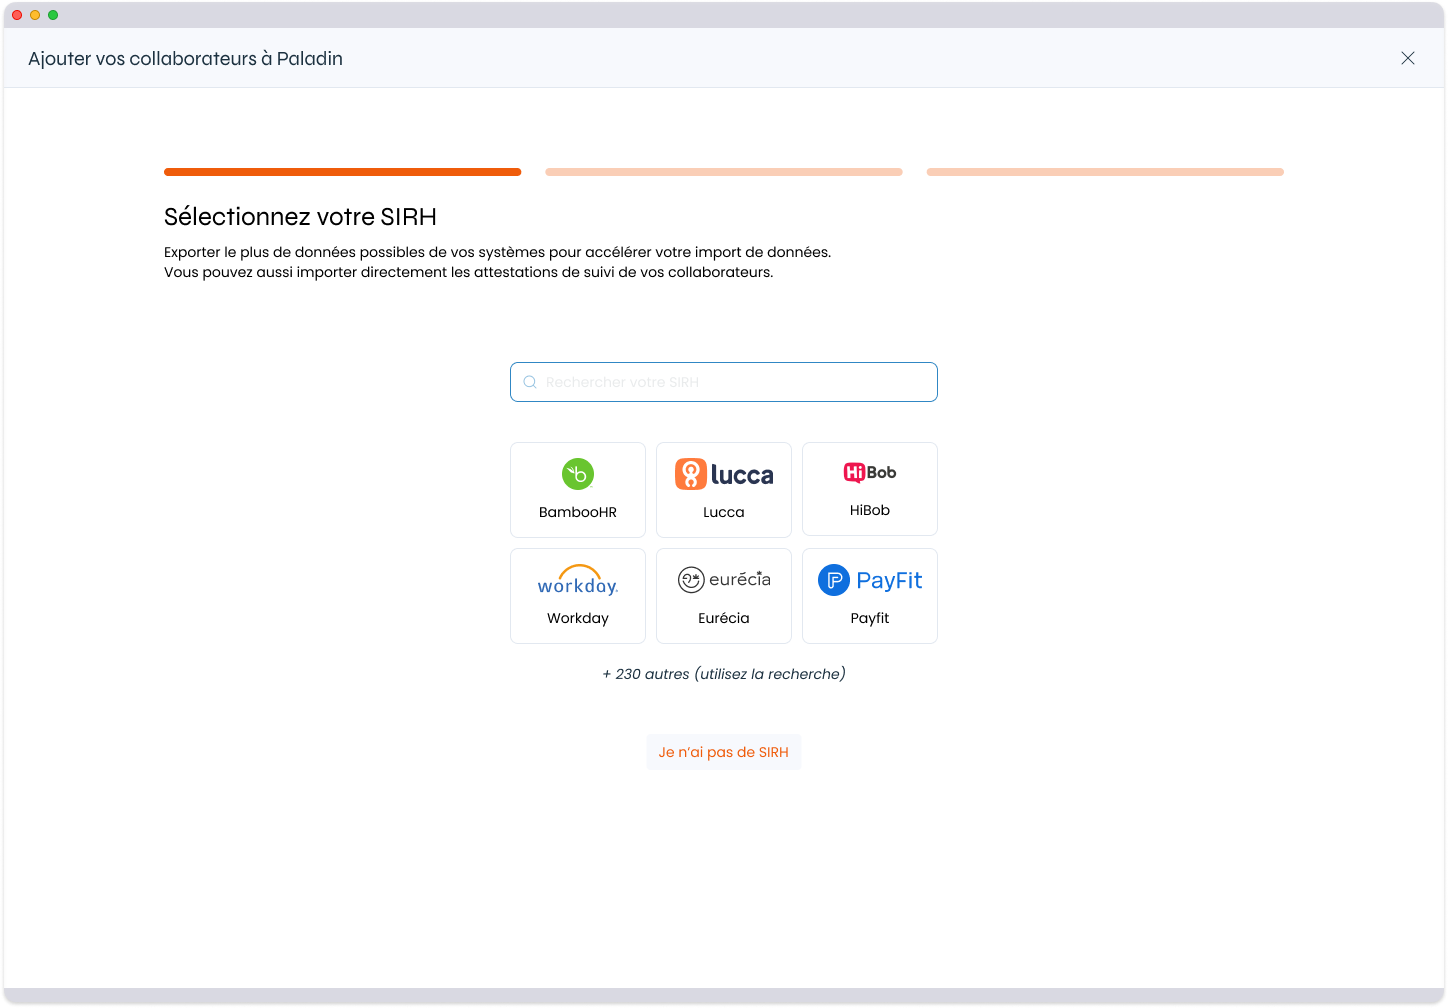 Ajouter vos collaborateurs à Paladin
Sélectionnez votre SIRH
Exporter le plus de données possibles de vos systèmes pour accélérer votre import de données.
Vous pouvez aussi importer directement les attestations de suivi de vos collaborateurs.
Rechercher votre SIRH
b
BambooHR
lucca
Lucca
HiBob
HiBob
workday.
Workday
eurécia
Eurécia
P PayFit
Payfit
+ 230 autres (utilisez la recherche)
Je n’ai pas de SIRH